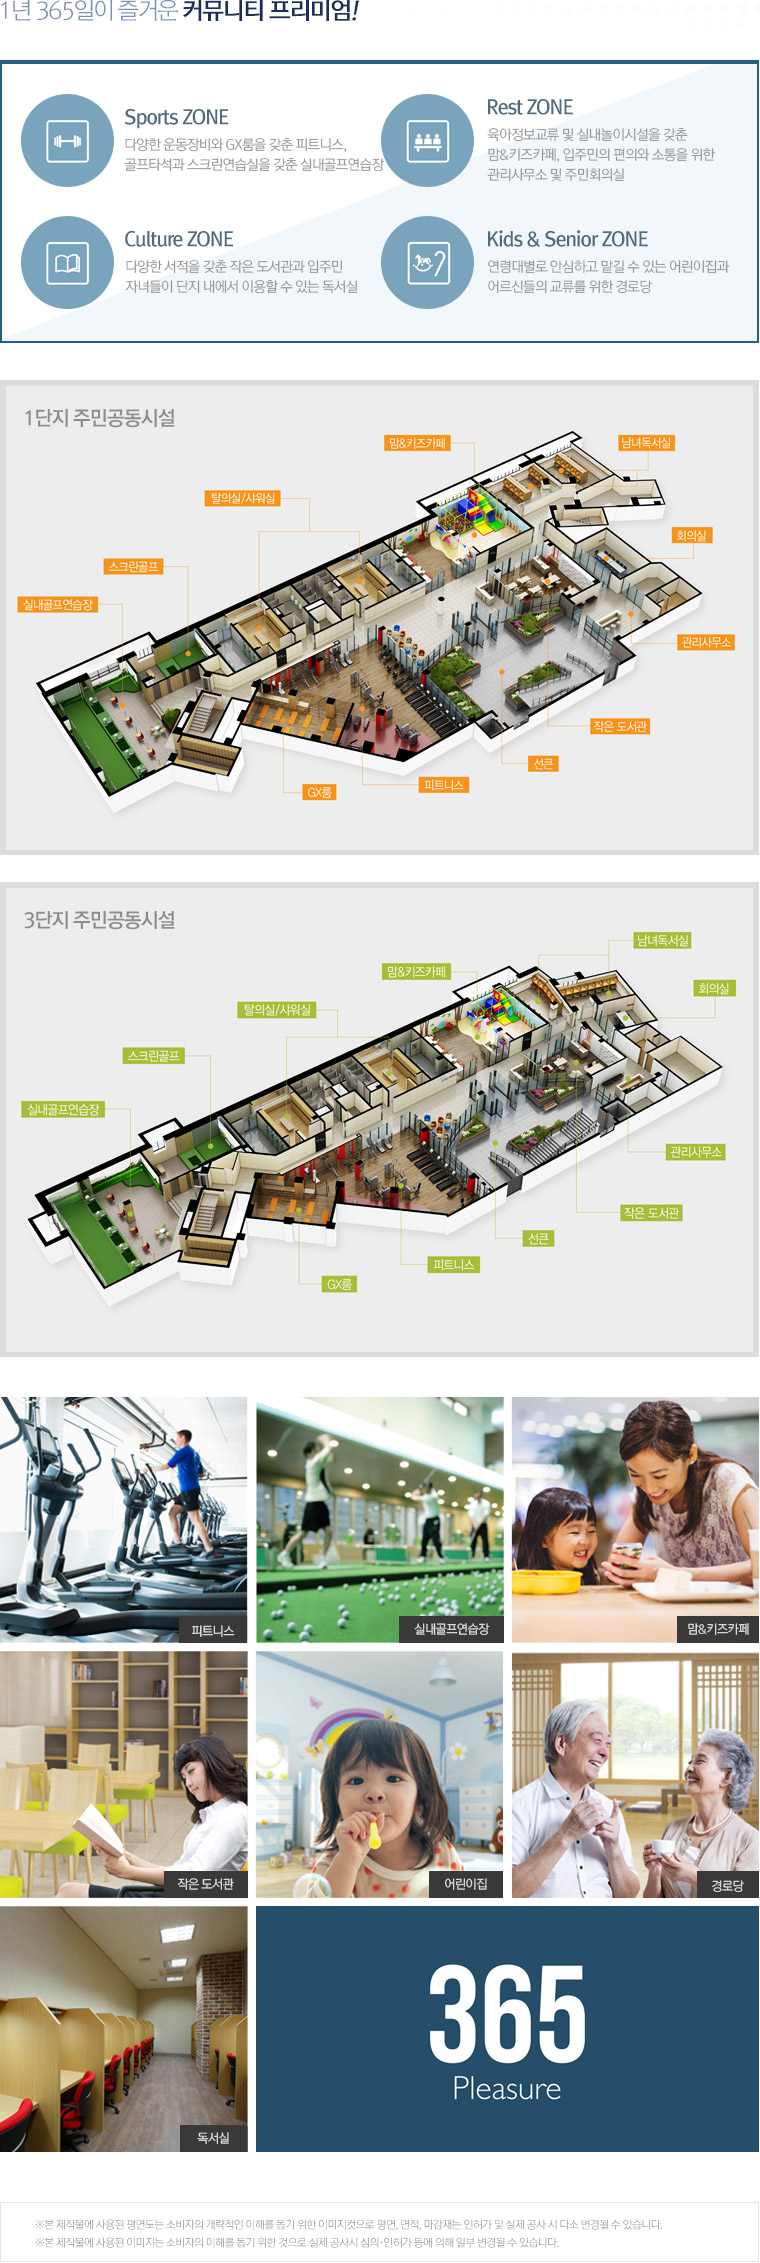 1년 365일이 즐거운 커뮤니티 프리미엄!
Sports ZONE
다양한 운동장비와 GX룸을 갖춘 피트니스,
골프타석과 스크린연습실을 갖춘 실내골프연습장
Rest ZONE
육아정보교류 및 실내놀이시설을 갖춘
맘&키즈카페, 입주민의 편의와 소통을 위한
관리사무소 및 주민회의실
Culture ZONE
다양한 서적을 갖춘 작은 도서관과 입주민
자녀들이 단지 내에서 이용할 수 있는 독서실
Kids & Senior ZONE
연령대별로 안심하고 맡길 수 있는 어린이집과
어르신들의 교류를 위한 경로당
1단지 주민공동시설
맘&키즈카페
남녀독서실
탈의실/샤워실
회의실
스크린골프
실내골프연습장
관리사무소
작은 도서관
선큰
피트니스
GX룸
3단지 주민공동시설
남녀독서실
맘&키즈카페
회의실
탈의실/샤워실
스크린골프
실내골프연습장
관리사무소
작은 도서관
선큰
피트니스
GX룸
피트니스
실내골프연습장
맘&키즈카페
작은 도서관
어린이집
경로당
독서실
365
Pleasure
※본 제작물에 사용된 평면도는 소비자의 개략적인 이해를 돕기 위한 이미지컷으로 평면, 면적, 마감재는 인허가 및 실제 공사 시 다소 변경될 수 있습니다.
※본 제작물에 사용된 이미지는 소비자의 이해를 돕기 위한 것으로 실제 공사시 심의·인허가 등에 의해 일부 변경될 수 있습니다.